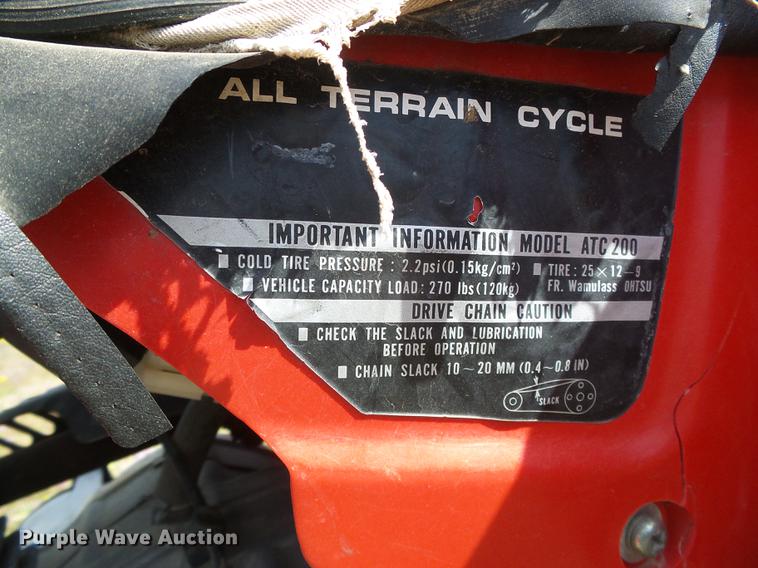 ALL TERRAIN CYCLE
IMPORTANT INFORMATION MODEL ATC 200
COLD TIRE PRESSURE : 2.2psi(0.15kg/cm²)
VEHICLE CAPACITY LOAD: 270 lbs(120kg)
TIRE : 25 × 12–9
FR. Wamulass OHTSU
DRIVE CHAIN CAUTION
CHECK THE SLACK AND LUBRICATION
BEFORE OPERATION
CHAIN SLACK 10～20 MM (0.4～0.8 IN)
SLACK
Purple Wave Auction